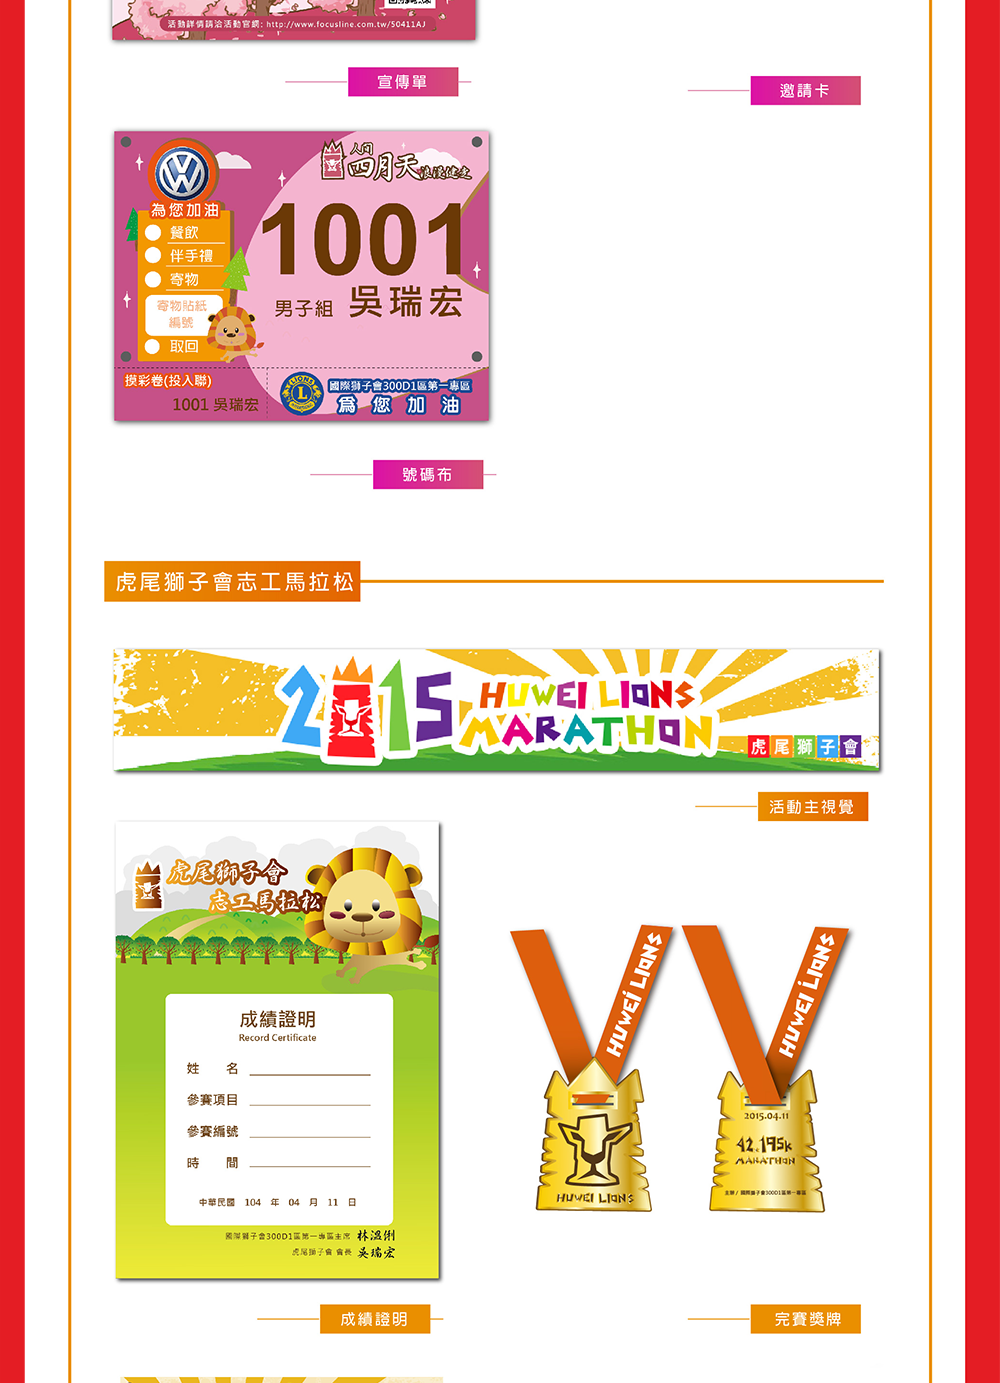 活動詳情請洽活動官網: http://www.focusline.com.tw/50411AJ
宣傳單
邀請卡
人間
四月天 浪漫健走
為您加油
餐飲
伴手禮
寄物
寄物貼紙
編號
取回
1001
男子組 吳瑞宏
摸彩卷(投入聯)
1001 吳瑞宏
LIONS
L
國際獅子會300D1區第一專區
為您加油
號碼布
虎尾獅子會志工馬拉松
2015 HUWEI LIONS
MARATHON
虎尾獅子會
活動主視覺
虎尾獅子會
志工馬拉松
成績證明
Record Certificate
姓 名
參賽項目
參賽編號
時 間
中華民國 104 年 04 月 11 日
國際獅子會300D1區第一專區主席 林溫俐
虎尾獅子會 會長 吳瑞宏
HUWEI LIONS
HUWEI LIONS
HUWEI LIONS
2015.04.11
42.195K
MARATHON
主辦 / 國際獅子會300D1區第一專區
成績證明
完賽獎牌